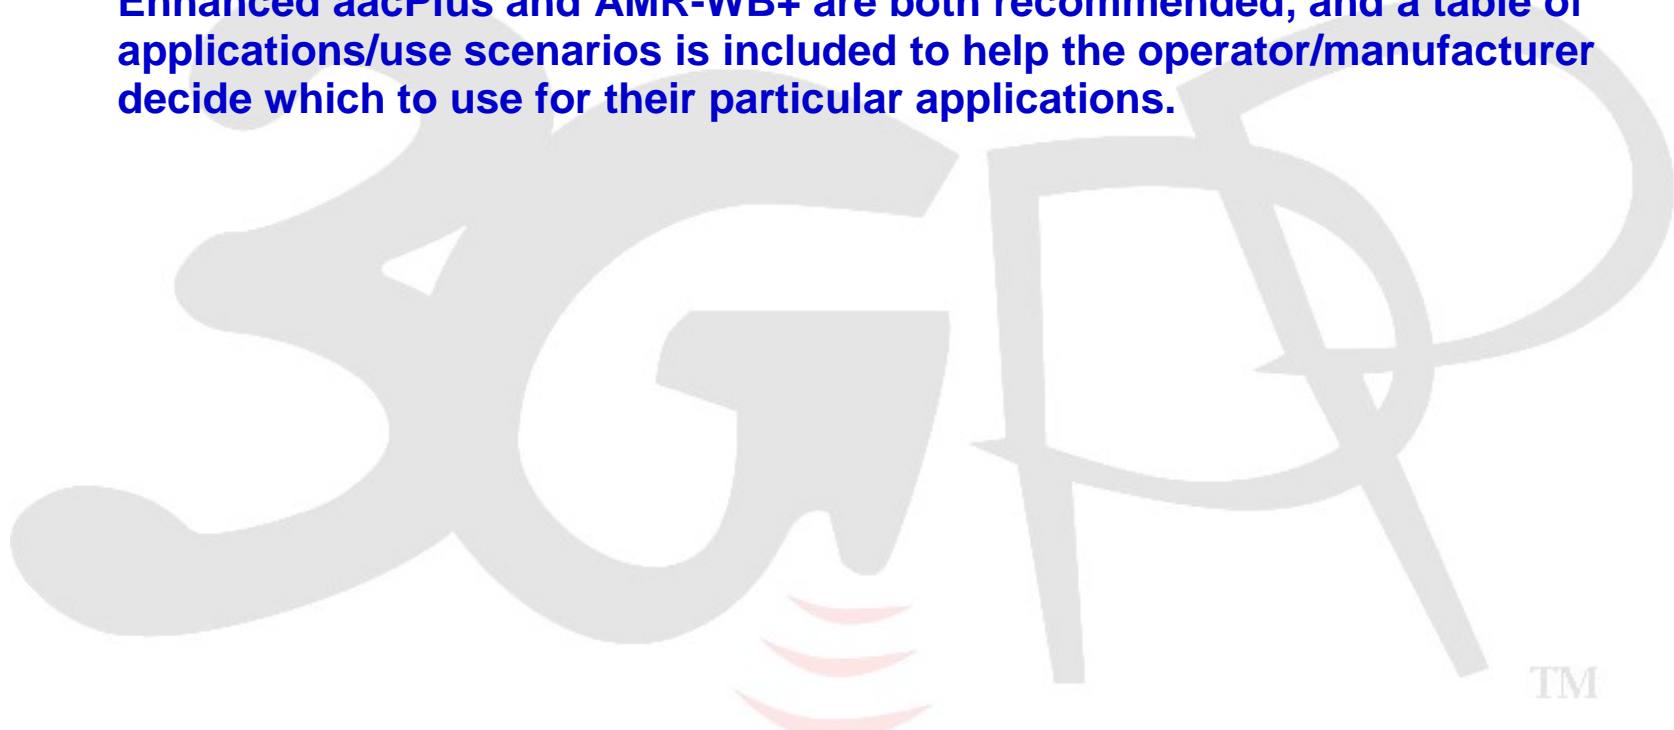 Enhanced aacPlus and AMR-WB+ are both recommended, and a table of
applications/use scenarios is included to help the operator/manufacturer
decide which to use for their particular applications.
3GPP
TM